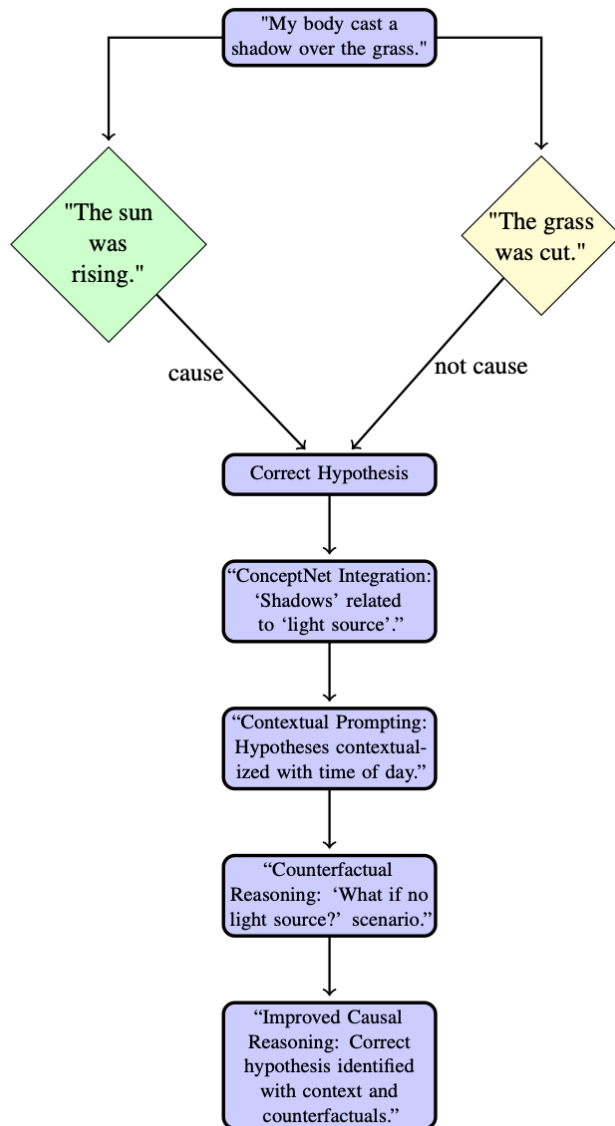 "My body cast a
shadow over the grass."
"The sun
was
rising."
"The grass
was cut."
cause
not cause
Correct Hypothesis
“ConceptNet Integration:
‘Shadows’ related
to ‘light source’.”
“Contextual Prompting:
Hypotheses contextual-
ized with time of day.”
“Counterfactual
Reasoning: ‘What if no
light source?’ scenario.”
“Improved Causal
Reasoning: Correct
hypothesis identified
with context and
counterfactuals.”